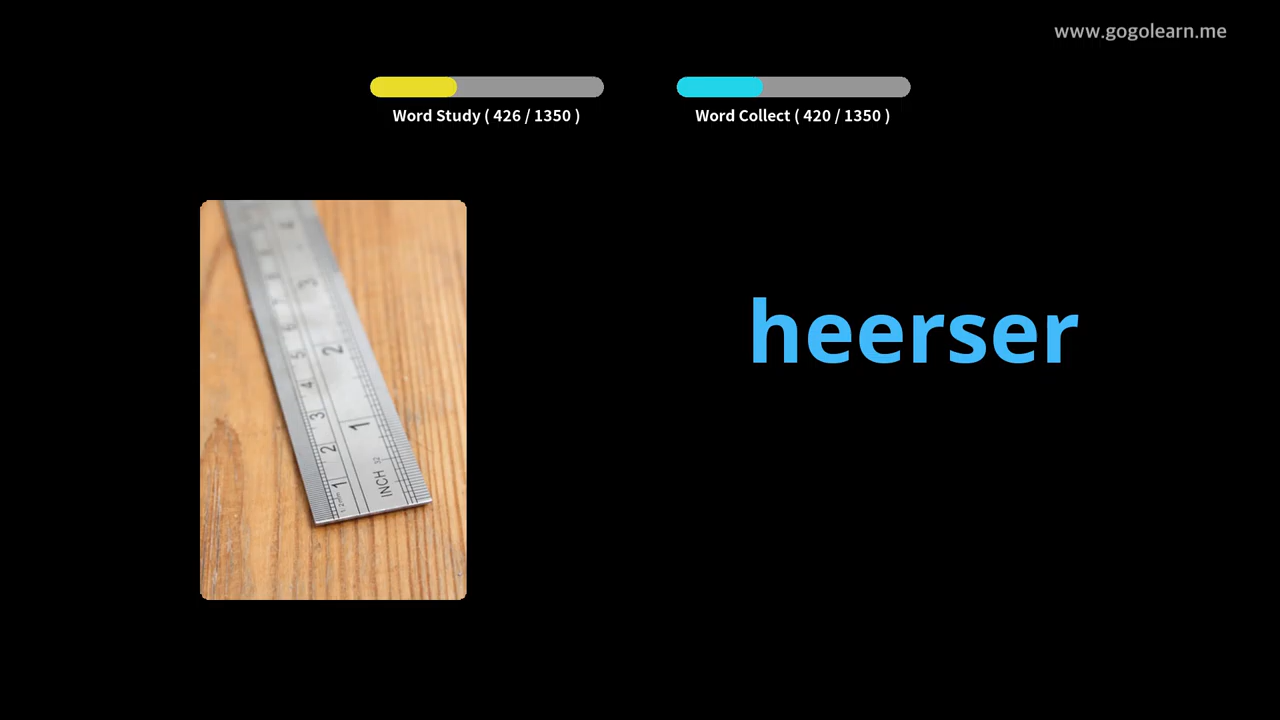 www.gogolearn.me
Word Study ( 426 / 1350 )
Word Collect ( 420 / 1350 )
heerser
3
2
1
INCH 32
6
5
4
3
2
1